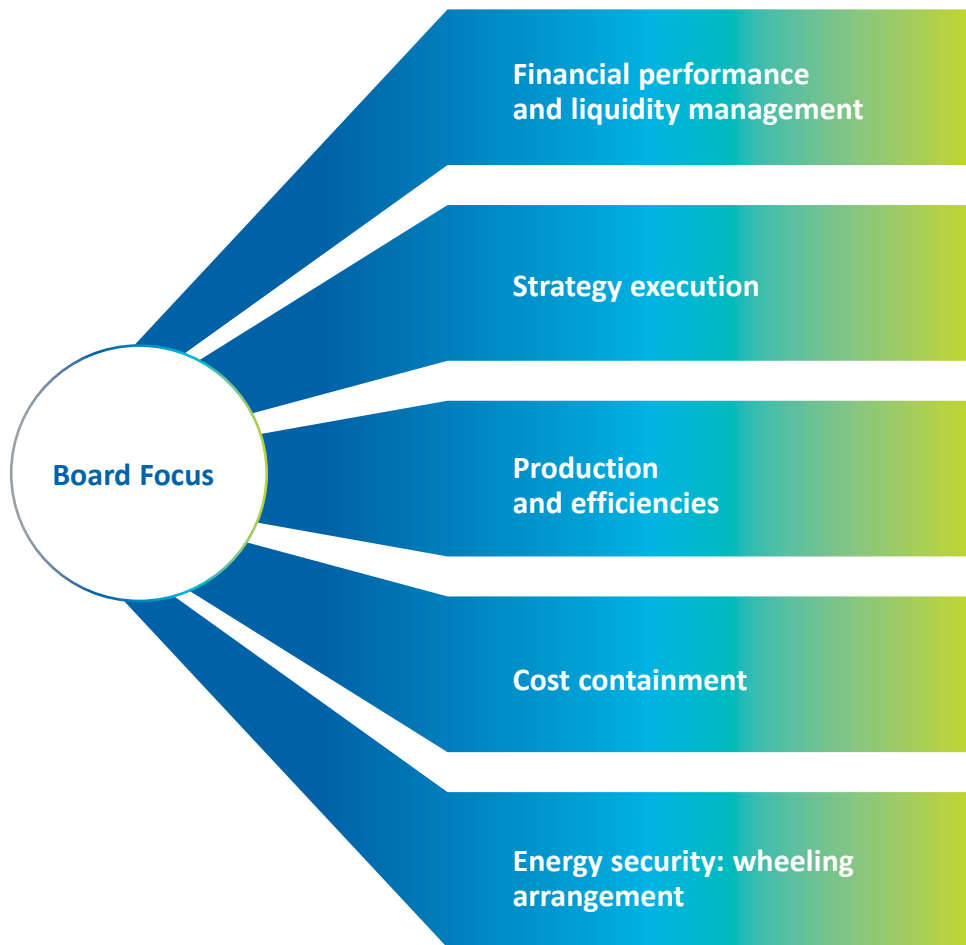 Financial performance
and liquidity management
Strategy execution
Board Focus
Production
and efficiencies
Cost containment
Energy security: wheeling
arrangement